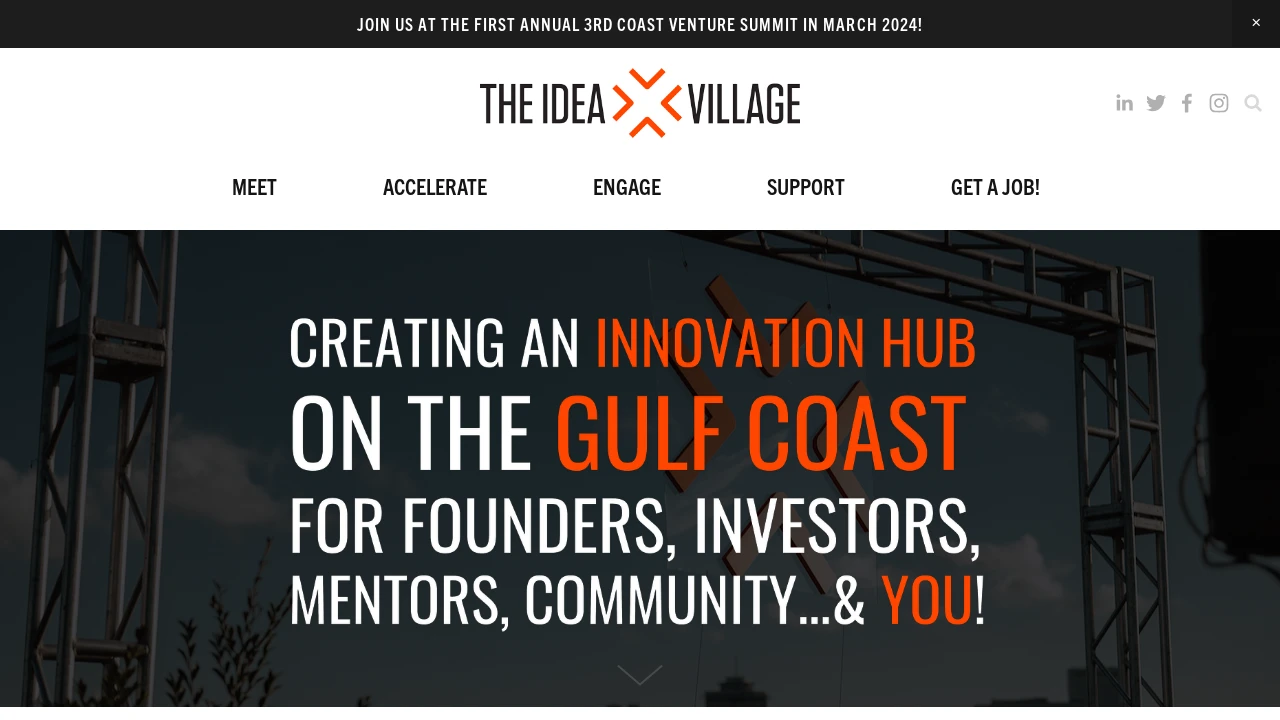 JOIN US AT THE FIRST ANNUAL 3RD COAST VENTURE SUMMIT IN MARCH 2024!
THE IDEA VILLAGE
MEET ACCELERATE ENGAGE SUPPORT GET A JOB!
CREATING AN INNOVATION HUB
ON THE GULF COAST
FOR FOUNDERS, INVESTORS,
MENTORS, COMMUNITY...& YOU!